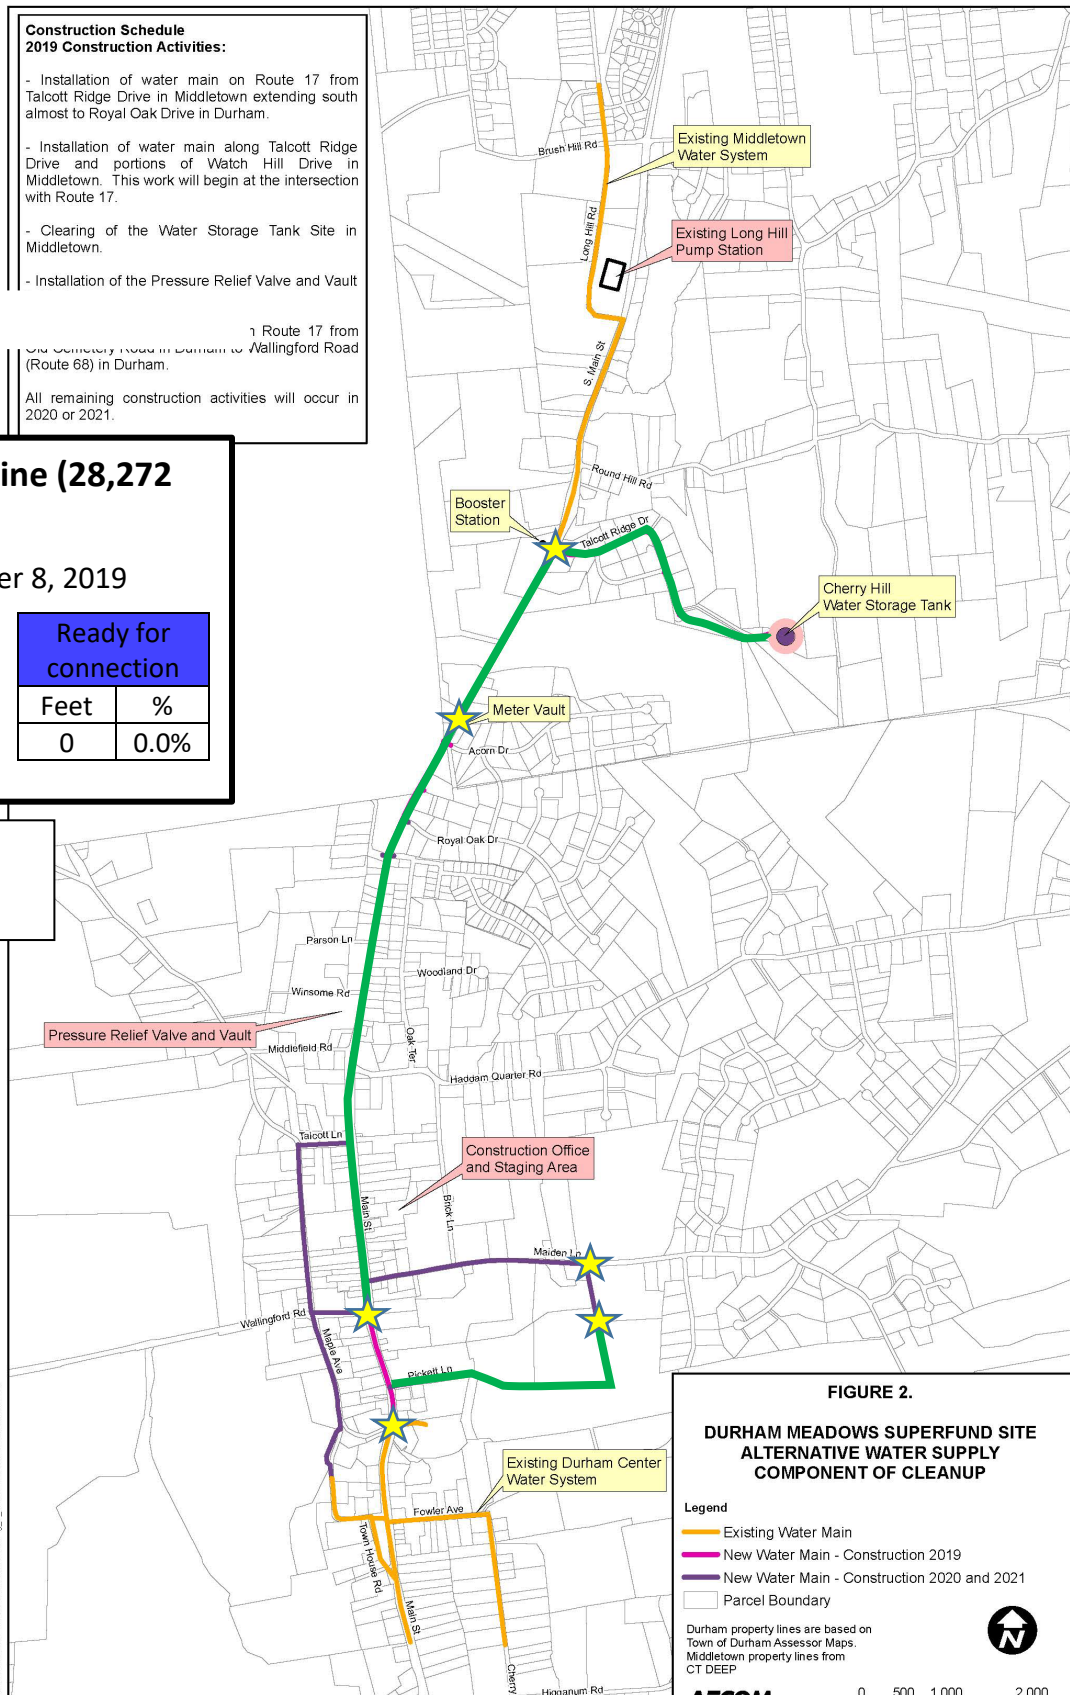 Construction Schedule
2019 Construction Activities:
- Installation of water main on Route 17 from
Talcott Ridge Drive in Middletown extending south
almost to Royal Oak Drive in Durham.
- Installation of water main along Talcott Ridge
Drive and portions of Watch Hill Drive in
Middletown. This work will begin at the intersection
with Route 17.
- Clearing of the Water Storage Tank Site in
Middletown.
- Installation of the Pressure Relief Valve and Vault
Route 17 from
Old Cemetery Road in Durham to Wallingford Road
(Route 68) in Durham.
All remaining construction activities will occur in
2020 or 2021.
ine (28,272
er 8, 2019
Ready for
connection
Feet %
0 0.0%
Brush Hill Rd
Existing Middletown
Water System
Long Hill Rd
Existing Long Hill
Pump Station
S. Main St
Round Hill Rd
Booster
Station
Talcott Ridge Dr
Cherry Hill
Water Storage Tank
Meter Vault
Acorn Dr
Royal Oak Dr
Parson Ln
Woodland Dr
Winsome Rd
Pressure Relief Valve and Vault
Oak Ter
Middlefield Rd
Haddam Quarter Rd
Talcott Ln
Construction Office
and Staging Area
Main St
Brick Ln
Maiden Ln
Wallingford Rd
Maple Ave
Pickett Ln
Existing Durham Center
Water System
Fowler Ave
Town House Rd
Main St
Cherry
Higganum Rd
FIGURE 2.
DURHAM MEADOWS SUPERFUND SITE
ALTERNATIVE WATER SUPPLY
COMPONENT OF CLEANUP
Legend
Existing Water Main
New Water Main - Construction 2019
New Water Main - Construction 2020 and 2021
Parcel Boundary
Durham property lines are based on
Town of Durham Assessor Maps.
Middletown property lines from
CT DEEP
N
AECOM
0 500 1,000 2,000